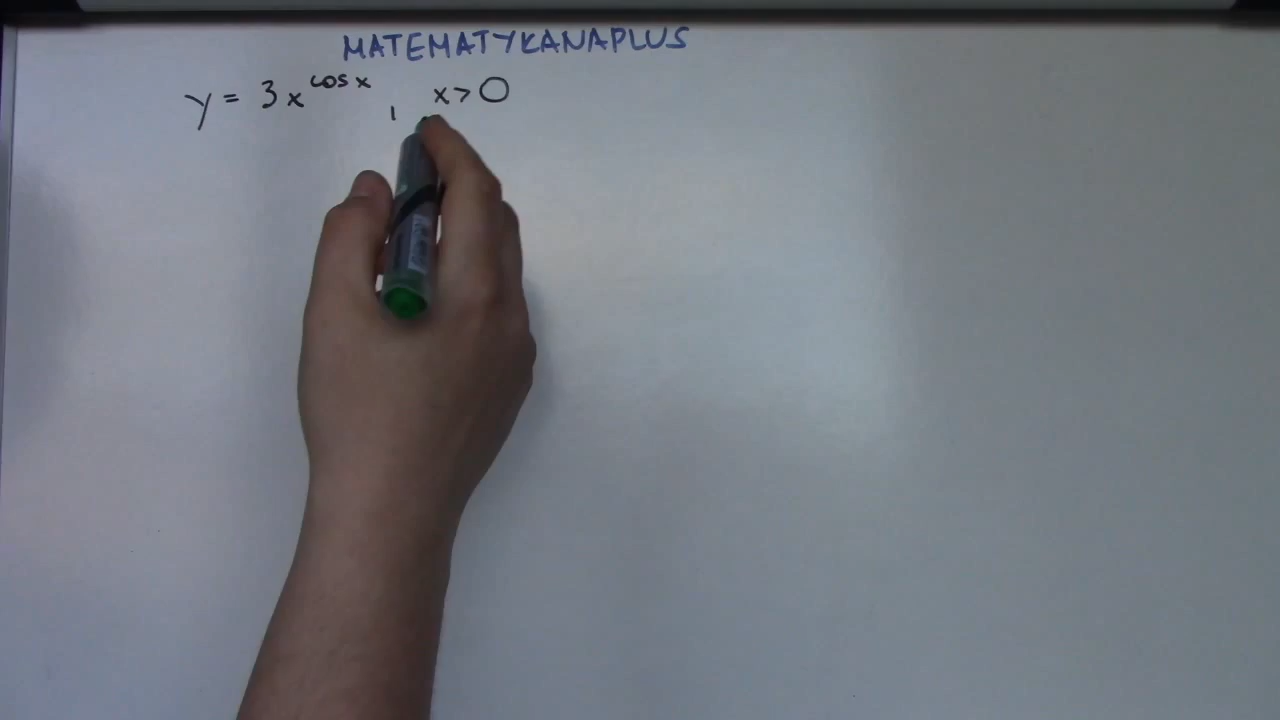 MATEMATYKANAPLUS
y = 3x^cos x , x > 0